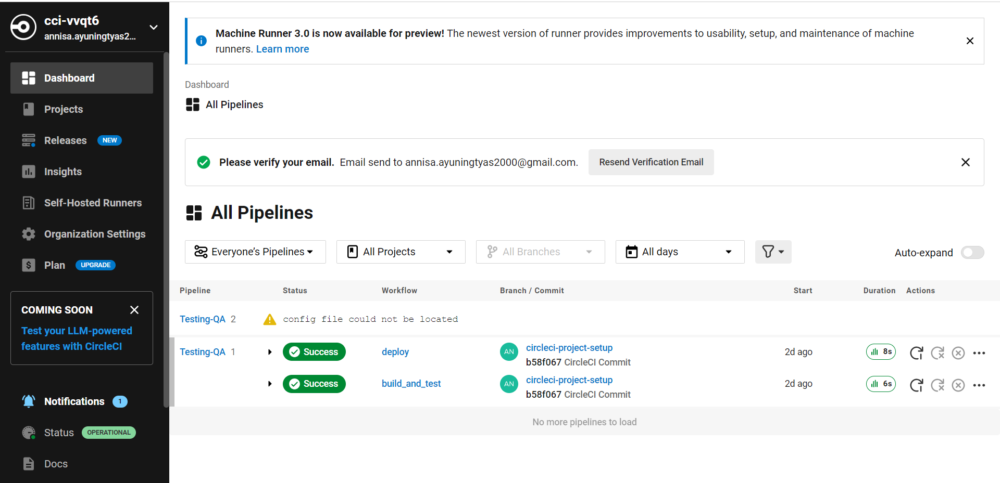 cci-vvqt6
annisa.ayuningtyas2...
Dashboard
Projects
Releases NEW
Insights
Self-Hosted Runners
Organization Settings
Plan UPGRADE
COMING SOON
Test your LLM-powered
features with CircleCI
Notifications 1
Status OPERATIONAL
Docs
Machine Runner 3.0 is now available for preview! The newest version of runner provides improvements to usability, setup, and maintenance of machine
runners. Learn more
Dashboard
All Pipelines
Please verify your email. Email send to annisa.ayuningtyas2000@gmail.com. Resend Verification Email
All Pipelines
Everyone’s Pipelines All Projects All Branches All days Auto-expand
Pipeline Status Workflow Branch / Commit Start Duration Actions
Testing-QA 2 config file could not be located
Testing-QA 1 Success deploy AN circleci-project-setup 2d ago 8s
b58f067 CircleCI Commit
Success build_and_test AN circleci-project-setup 2d ago 6s
b58f067 CircleCI Commit
No more pipelines to load